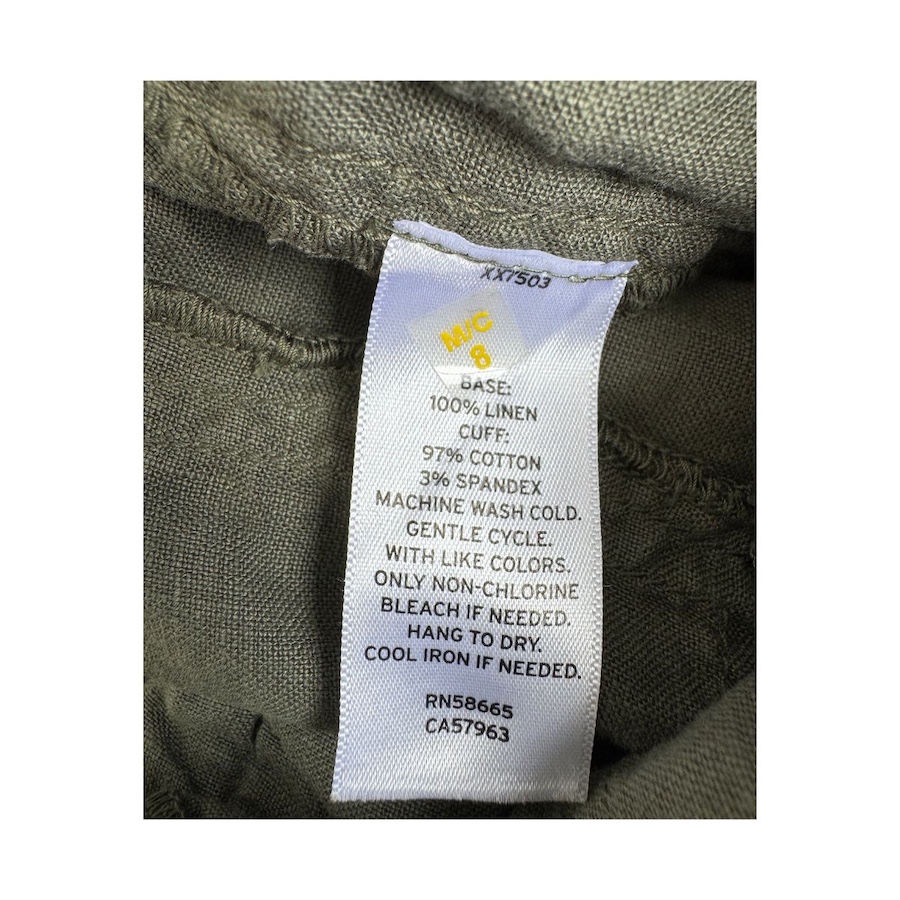 XX7503
M/C
8
BASE:
100% LINEN
CUFF:
97% COTTON
3% SPANDEX
MACHINE WASH COLD.
GENTLE CYCLE.
WITH LIKE COLORS.
ONLY NON-CHLORINE
BLEACH IF NEEDED.
HANG TO DRY.
COOL IRON IF NEEDED.
RN58665
CA57963